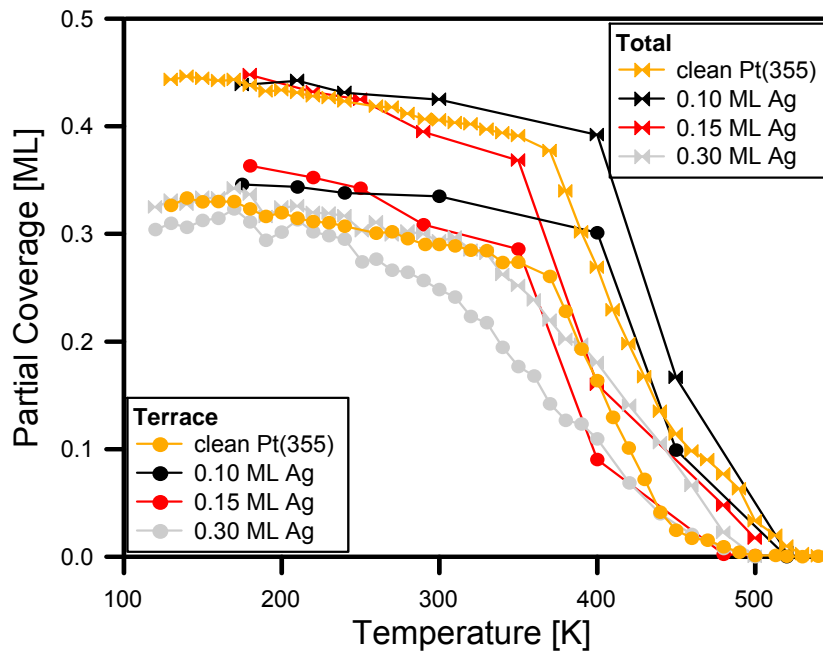 0.5
0.4
0.3
0.2
0.1
0.0
Partial Coverage [ML]
100
200
300
400
500
Temperature [K]
Total
clean Pt(355)
0.10 ML Ag
0.15 ML Ag
0.30 ML Ag
Terrace
clean Pt(355)
0.10 ML Ag
0.15 ML Ag
0.30 ML Ag